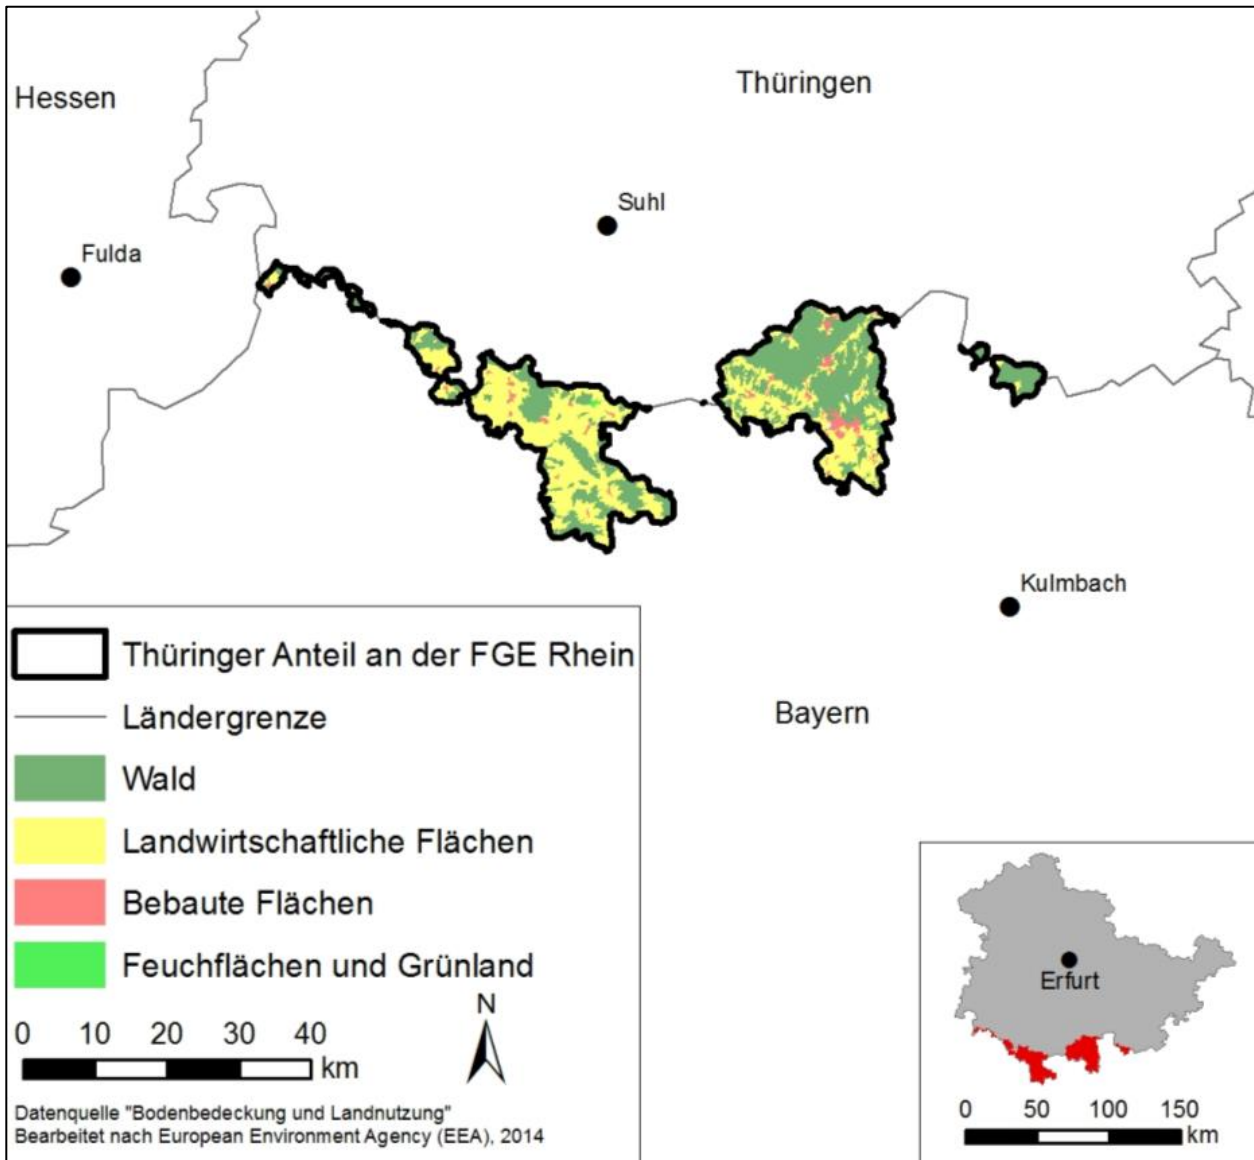 Hessen
Thüringen
Suhl
Fulda
Kulmbach
Bayern
Thüringer Anteil an der FGE Rhein
Ländergrenze
Wald
Landwirtschaftliche Flächen
Bebaute Flächen
Feuchflächen und Grünland
N
0 10 20 30 40
km
Datenquelle "Bodenbedeckung und Landnutzung"
Bearbeitet nach European Environment Agency (EEA), 2014
Erfurt
0 50 100 150
km